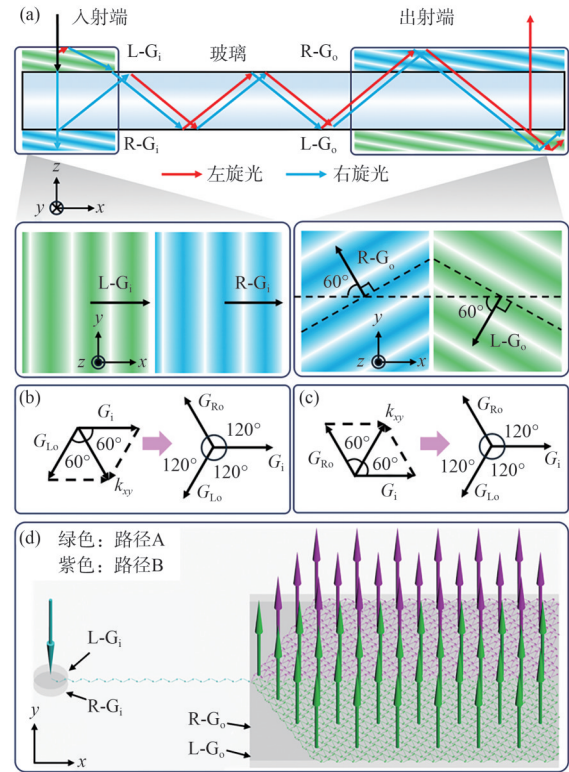 (a)
入射端
出射端
L-Gi
玻璃
R-Go
R-Gi
L-Go
左旋光
右旋光
z
y
x
L-Gi
R-Gi
y
z
x
R-Go
60°
y
z
x
60°
L-Go
(b)
Gi
GLo
60°
60°
kxy
GRo
120°
120°
120°
Gi
GLo
(c)
kxy
GRo
60°
60°
Gi
GRo
120°
120°
120°
Gi
GLo
(d)
绿色：路径A
紫色：路径B
L-Gi
R-Gi
R-Go
L-Go
y
x